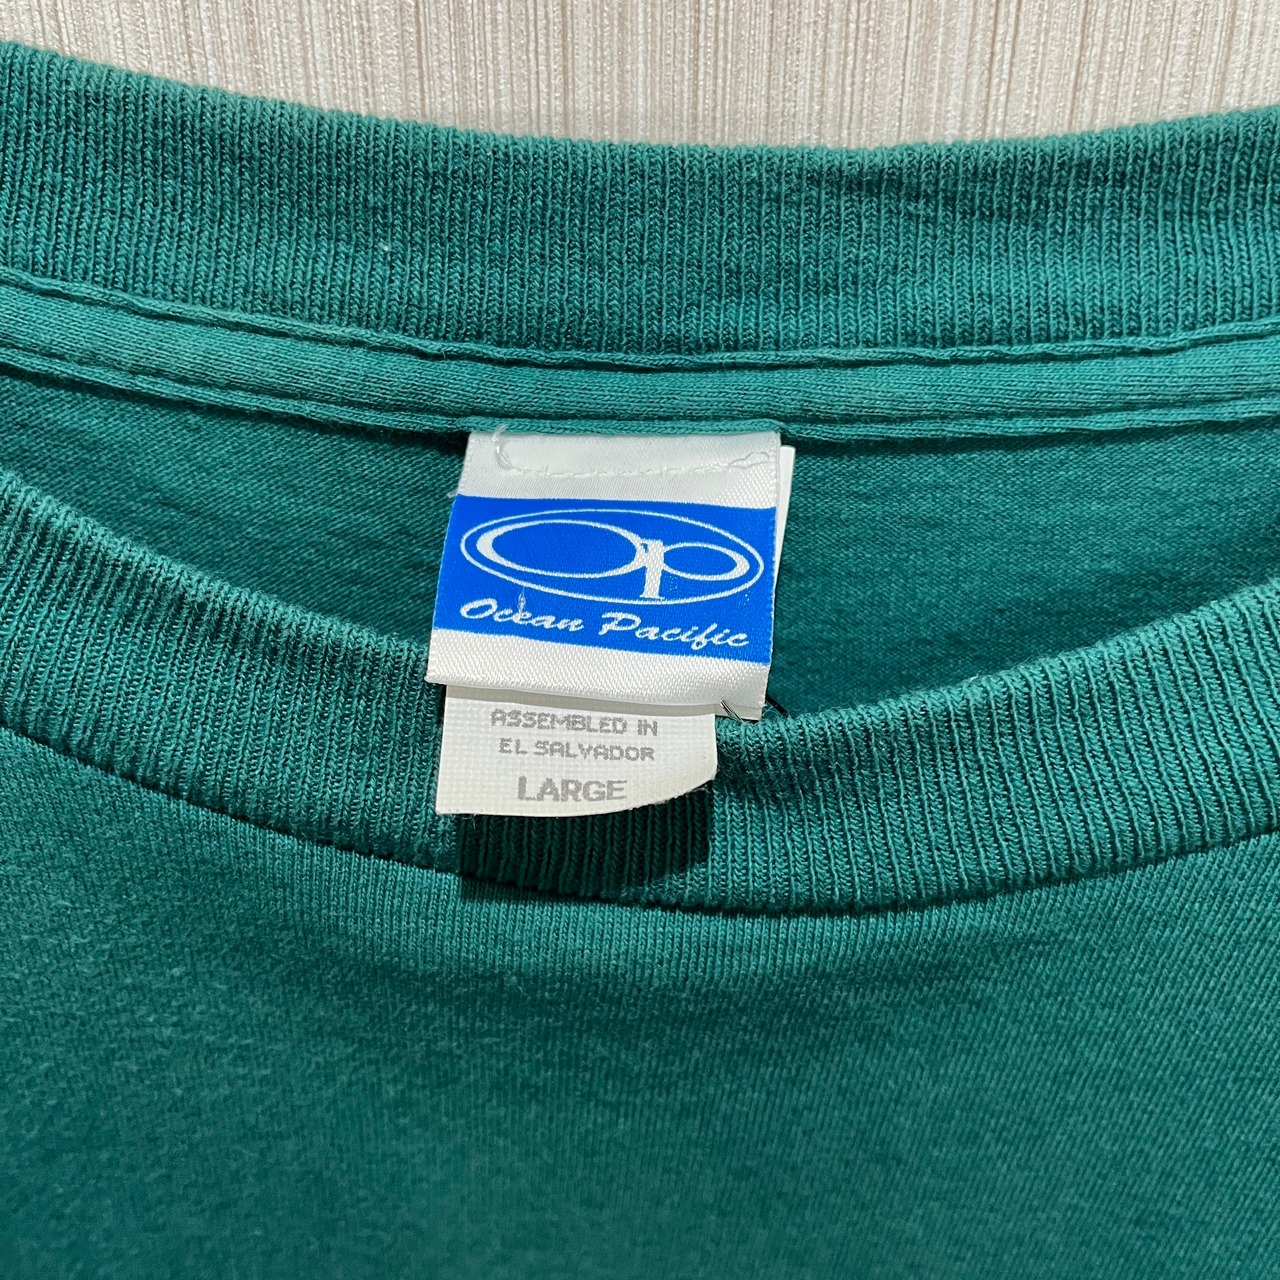 Op
Ocean Pacific
ASSEMBLED IN
EL SALVADOR
LARGE